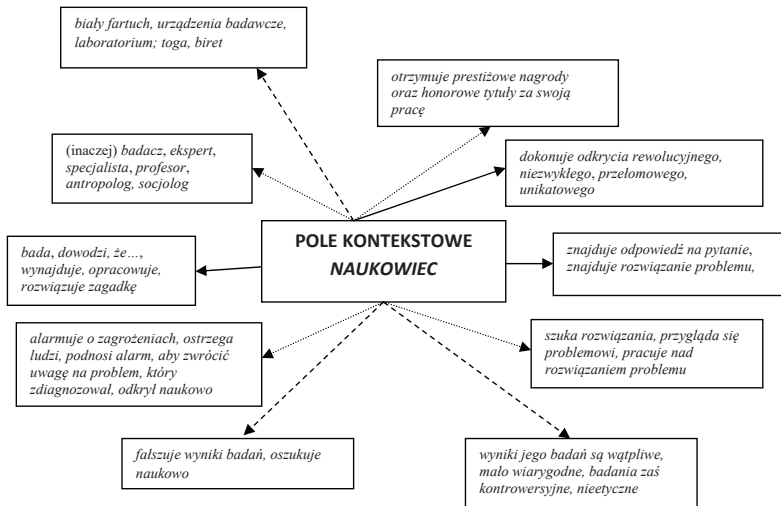 biały fartuch, urządzenia badawcze,
laboratorium; toga, biret
otrzymuje prestiżowe nagrody
oraz honorowe tytuły za swoją
pracę
(inaczej) badacz, ekspert,
specjalista, profesor,
antropolog, socjolog
dokonuje odkrycia rewolucyjnego,
niezwykłego, przełomowego,
unikatowego
POLE KONTEKSTOWE
NAUKOWIEC
bada, dowodzi, że…,
wynajduje, opracowuje,
rozwiązuje zagadkę
znajduje odpowiedź na pytanie,
znajduje rozwiązanie problemu,
alarmuje o zagrożeniach, ostrzega
ludzi, podnosi alarm, aby zwrócić
uwagę na problem, który
zdiagnozował, odkrył naukowo
szuka rozwiązania, przygląda się
problemowi, pracuje nad
rozwiązaniem problemu
fałszuje wyniki badań, oszukuje
naukowo
wyniki jego badań są wątpliwe,
mało wiarygodne, badania zaś
kontrowersyjne, nieetyczne